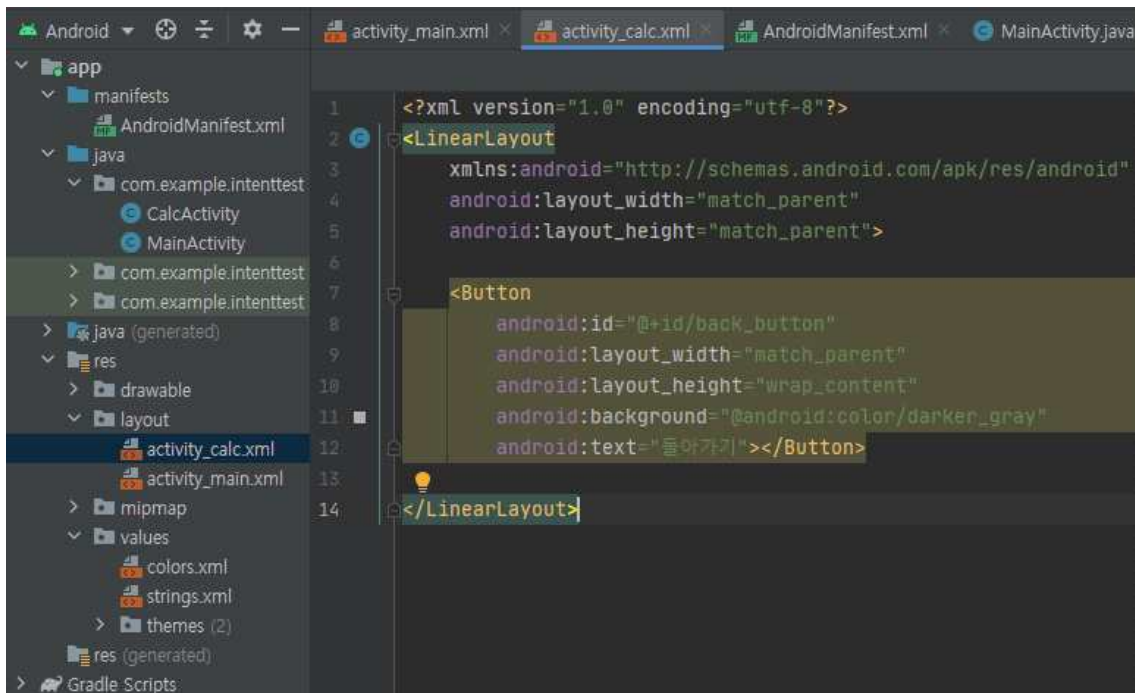 Android
activity_main.xml
activity_calc.xml
AndroidManifest.xml
MainActivity.java
app
manifests
AndroidManifest.xml
java
com.example.intenttest
CalcActivity
MainActivity
com.example.intenttest
com.example.intenttest
java (generated)
res
drawable
layout
activity_calc.xml
activity_main.xml
mipmap
values
colors.xml
strings.xml
themes (2)
res (generated)
Gradle Scripts
1 <?xml version="1.0" encoding="utf-8"?>
2 <LinearLayout
3 xmlns:android="http://schemas.android.com/apk/res/android"
4 android:layout_width="match_parent"
5 android:layout_height="match_parent">
6
7 <Button
8 android:id="@+id/back_button"
9 android:layout_width="match_parent"
10 android:layout_height="wrap_content"
11 android:background="@android:color/darker_gray"
12 android:text="돌아가기"></Button>
13
14 </LinearLayout>